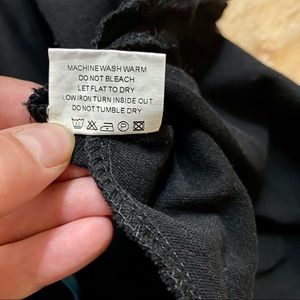 MACHINE WASH WARM
DO NOT BLEACH
LET FLAT TO DRY
LOW IRON TURN INSIDE OUT
DO NOT TUMBLE DRY